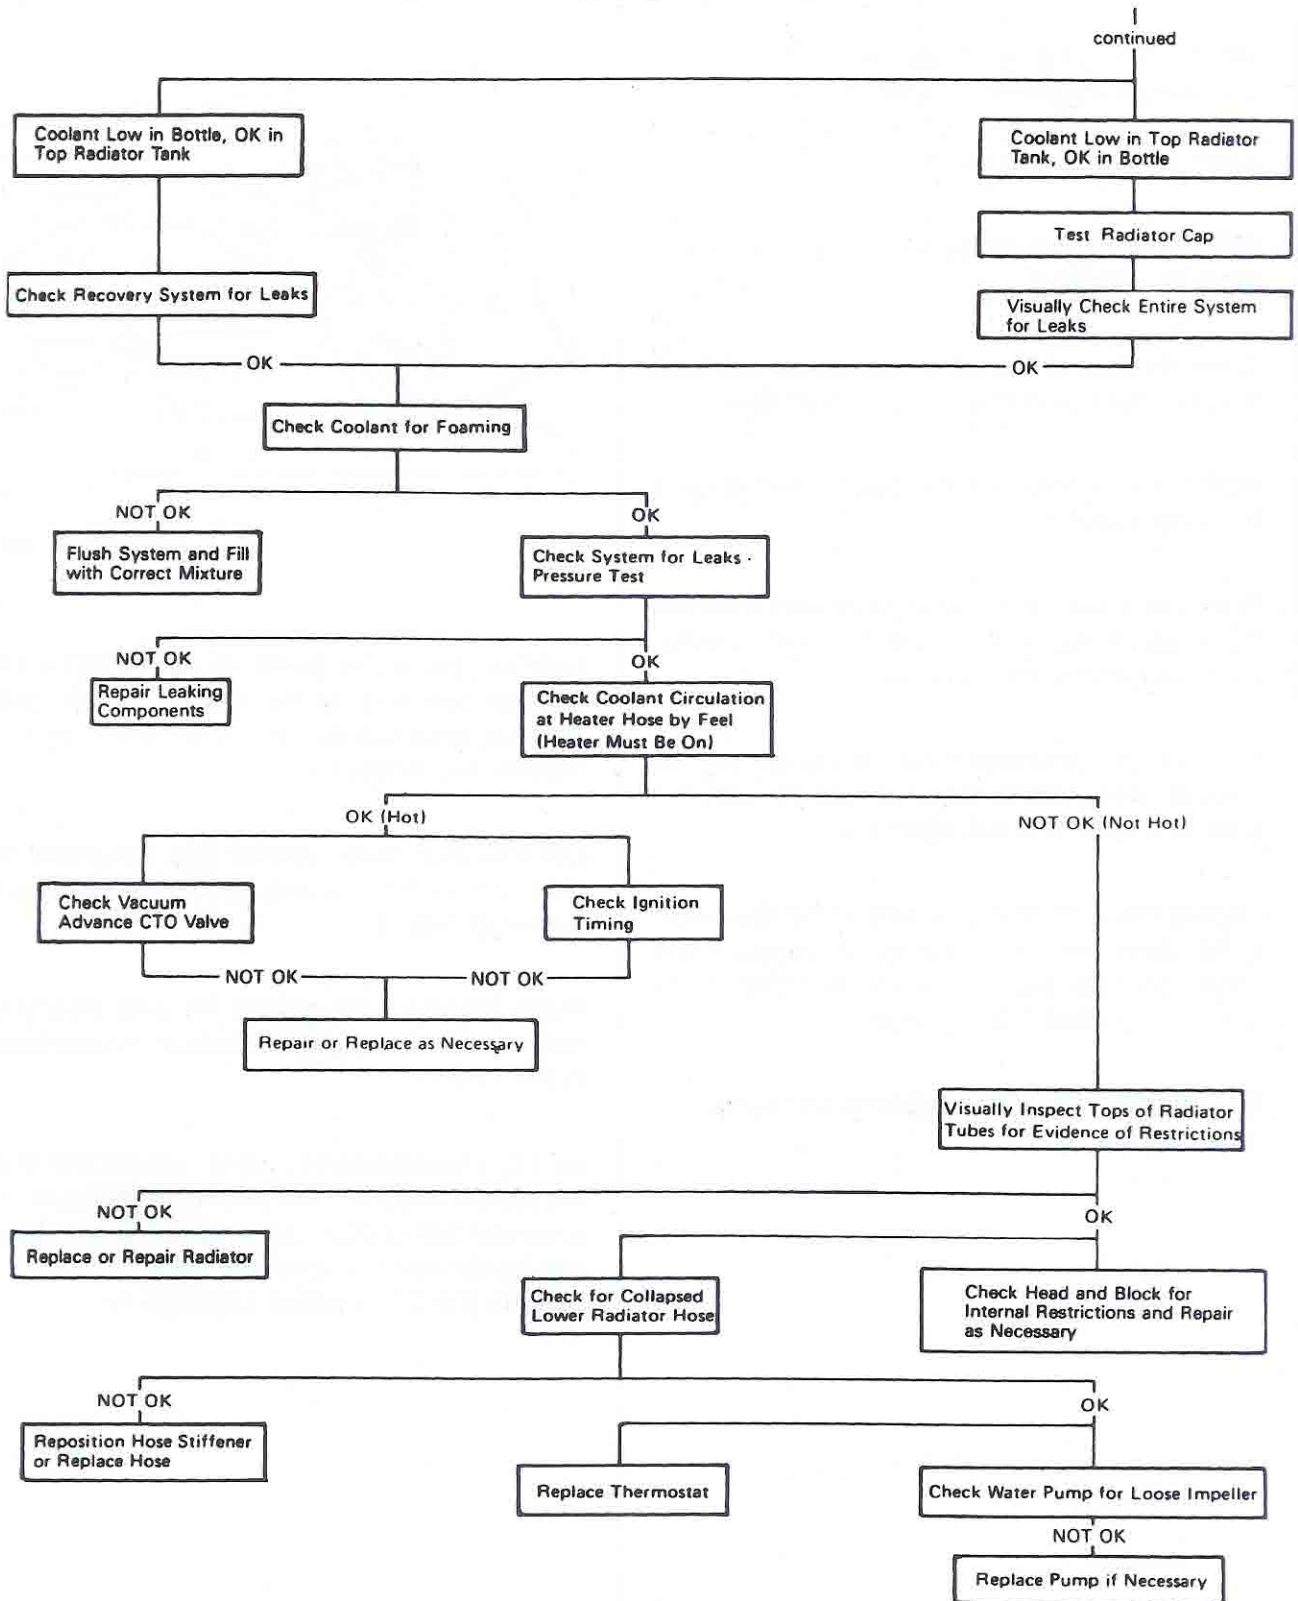 continued
Coolant Low in Bottle, OK in
Top Radiator Tank
Coolant Low in Top Radiator
Tank, OK in Bottle
Test Radiator Cap
Check Recovery System for Leaks
Visually Check Entire System
for Leaks
OK
OK
Check Coolant for Foaming
NOT OK
OK
Flush System and Fill
with Correct Mixture
Check System for Leaks -
Pressure Test
NOT OK
OK
Repair Leaking
Components
Check Coolant Circulation
at Heater Hose by Feel
(Heater Must Be On)
OK (Hot)
NOT OK (Not Hot)
Check Vacuum
Advance CTO Valve
Check Ignition
Timing
NOT OK
NOT OK
Repair or Replace as Necessary
Visually Inspect Tops of Radiator
Tubes for Evidence of Restrictions
NOT OK
OK
Replace or Repair Radiator
Check for Collapsed
Lower Radiator Hose
Check Head and Block for
Internal Restrictions and Repair
as Necessary
NOT OK
OK
Reposition Hose Stiffener
or Replace Hose
Replace Thermostat
Check Water Pump for Loose Impeller
NOT OK
Replace Pump if Necessary